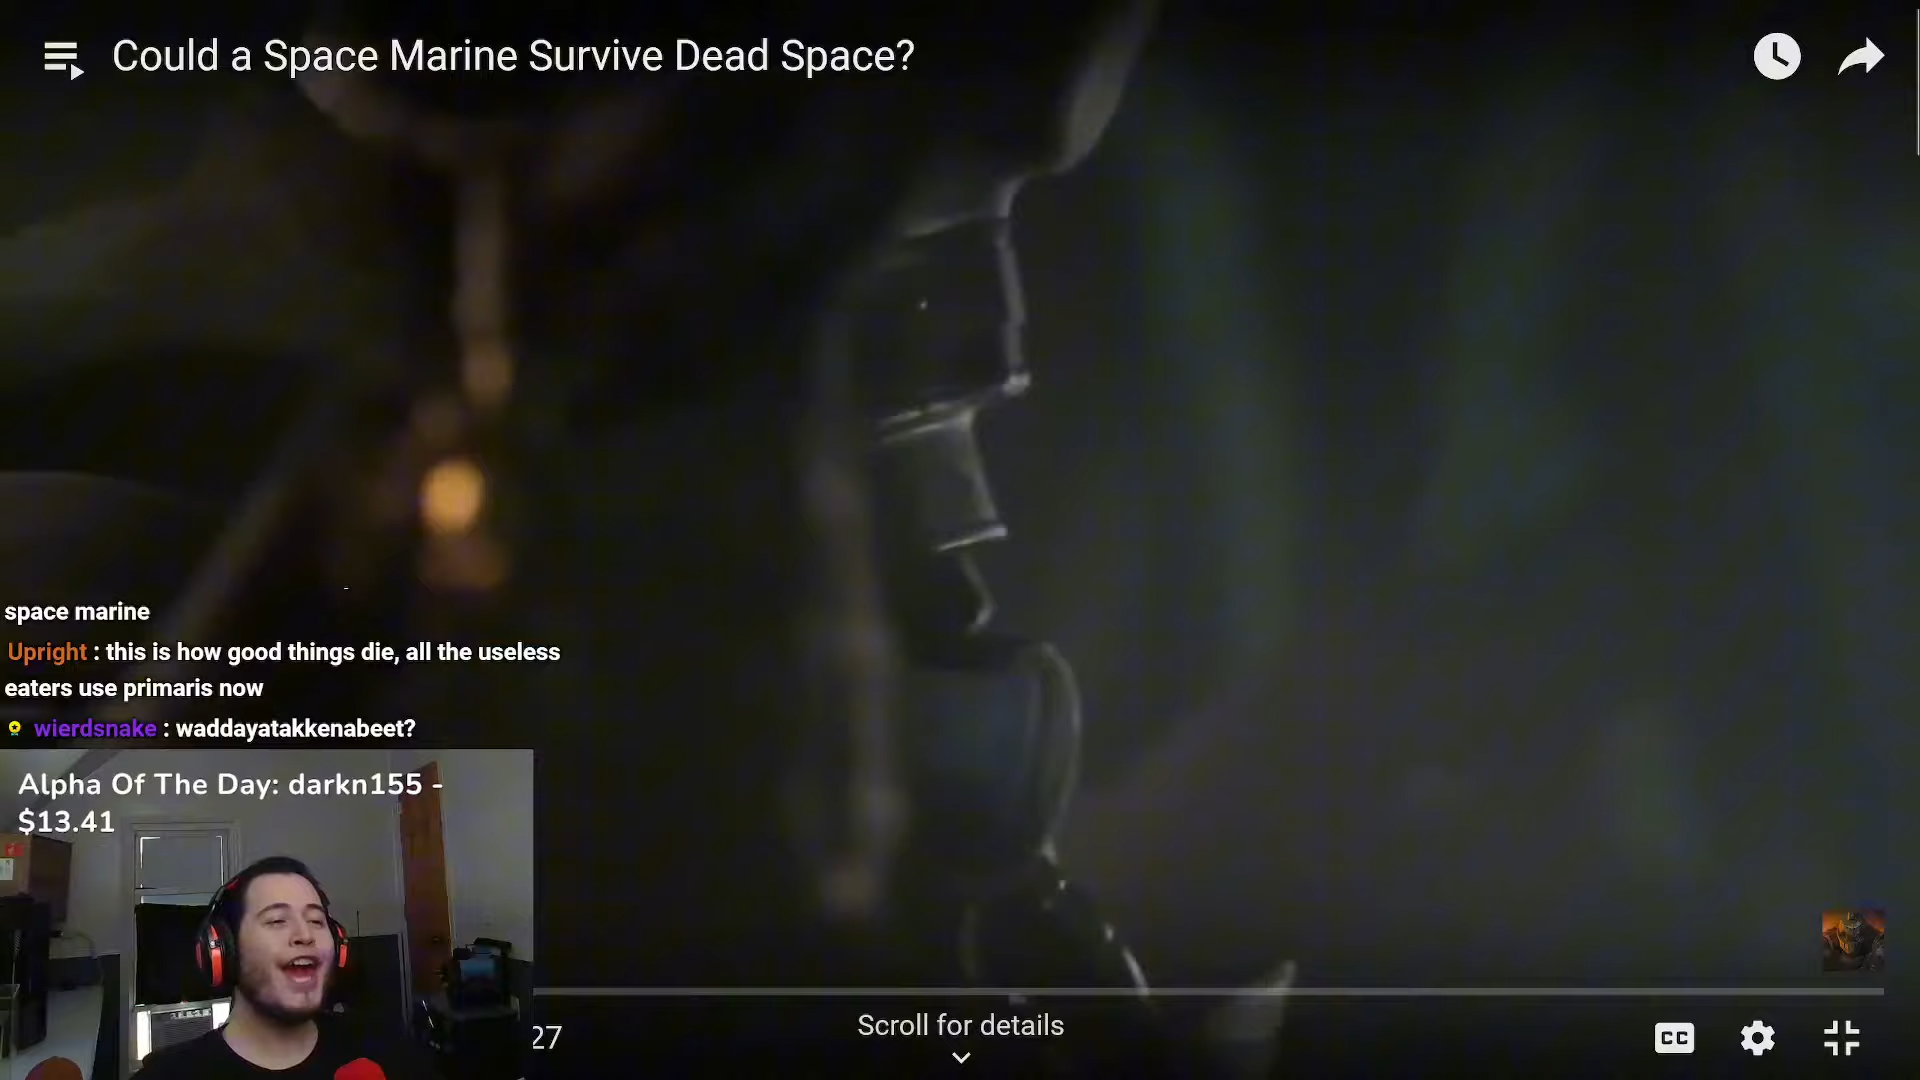 Could a Space Marine Survive Dead Space?
space marine
Upright : this is how good things die, all the useless
eaters use primaris now
wierdsnake : waddayatakkenabeet?
Alpha Of The Day: darkn155 -
$13.41
27
Scroll for details
CC